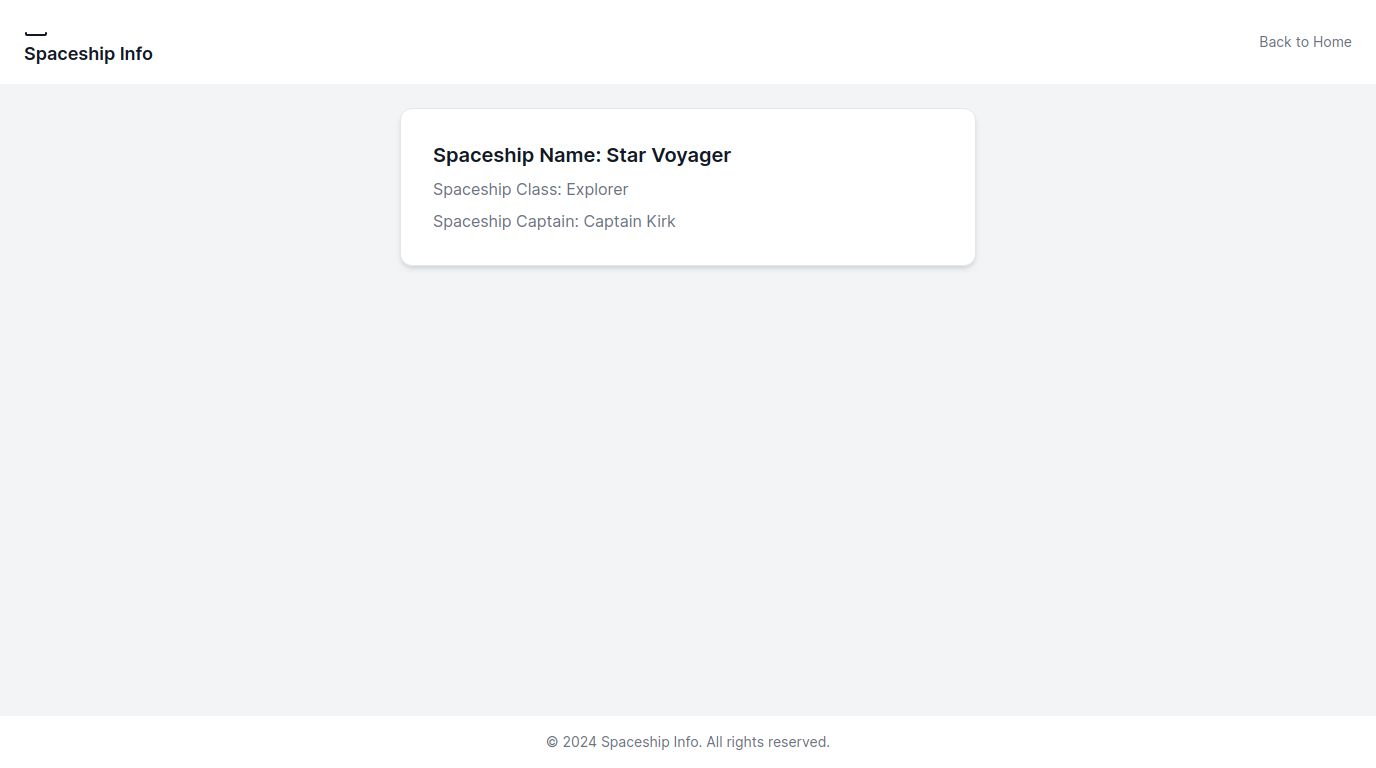 Spaceship Info
Back to Home
Spaceship Name: Star Voyager
Spaceship Class: Explorer
Spaceship Captain: Captain Kirk
© 2024 Spaceship Info. All rights reserved.